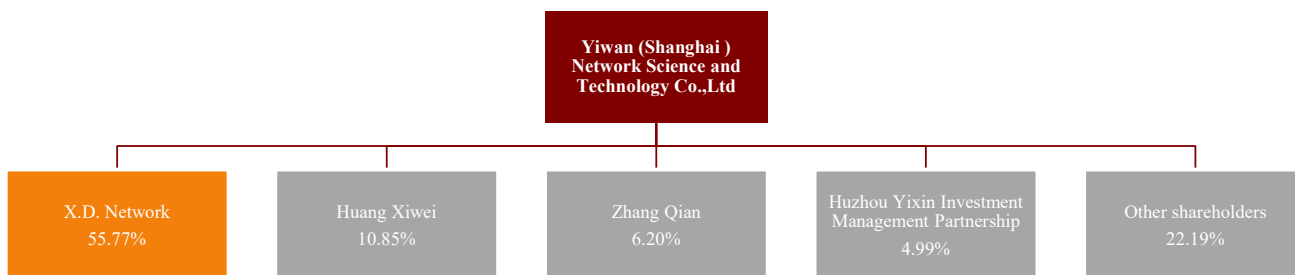 Yiwan (Shanghai )
Network Science and
Technology Co.,Ltd
X.D. Network
55.77%
Huang Xiwei
10.85%
Zhang Qian
6.20%
Huzhou Yixin Investment
Management Partnership
4.99%
Other shareholders
22.19%